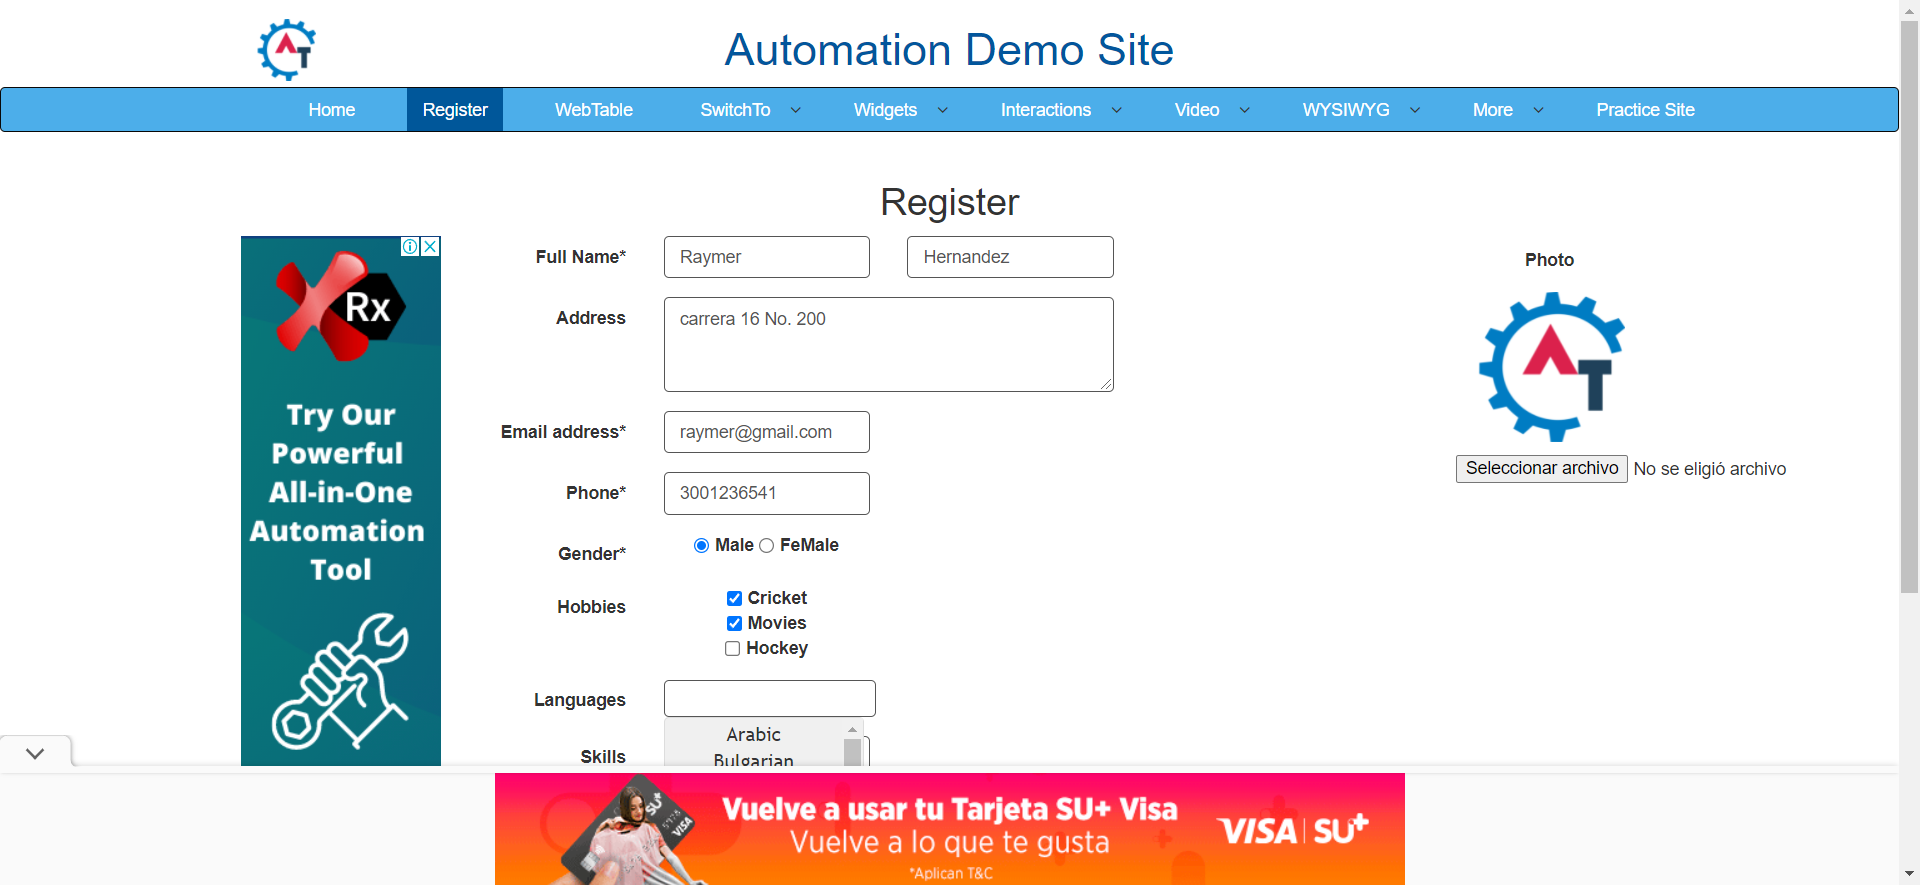 AT
Automation Demo Site
Home Register WebTable SwitchTo Widgets Interactions Video WYSIWYG More Practice Site
Register
Rx
Try Our
Powerful
All-in-One
Automation
Tool
Full Name* Raymer Hernandez
Address carrera 16 No. 200
Email address* raymer@gmail.com
Phone* 3001236541
Gender* Male FeMale
Hobbies Cricket
Movies
Hockey
Languages
Arabic
Bulgarian
Skills
Photo
AT
Seleccionar archivo No se eligió archivo
SU+
VISA
Vuelve a usar tu Tarjeta SU+ Visa
Vuelve a lo que te gusta
*Aplican T&C
VISA | SU+